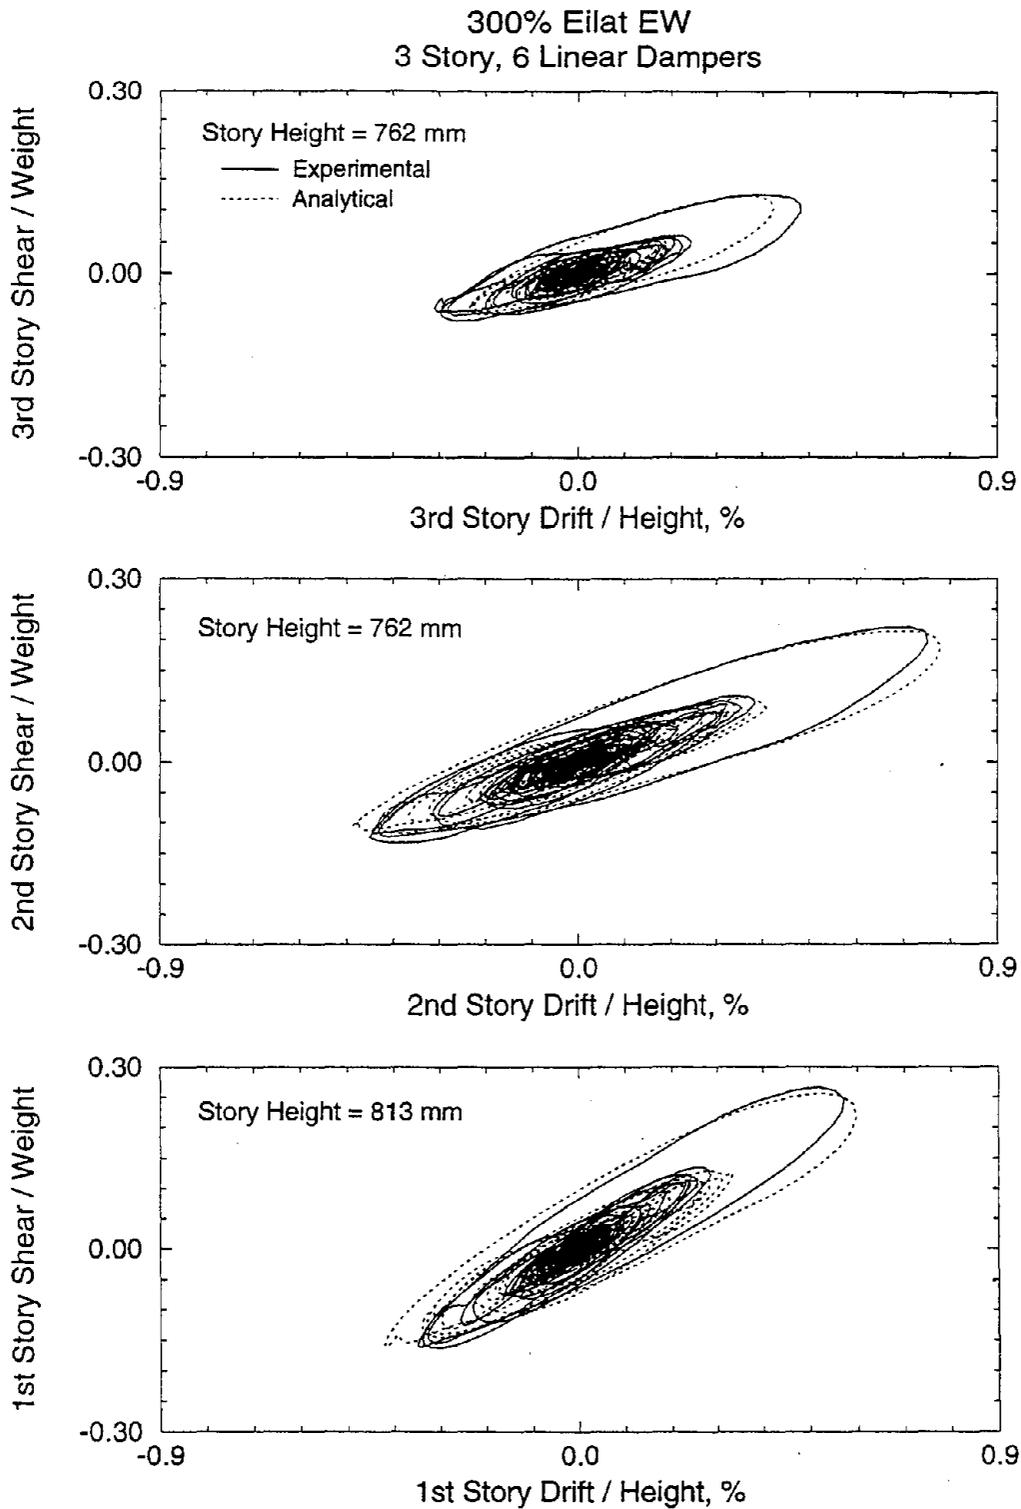 300% Eilat EW
3 Story, 6 Linear Dampers
3rd Story Shear / Weight
0.30
0.00
-0.30
Story Height = 762 mm
Experimental
Analytical
-0.9
0.0
0.9
3rd Story Drift / Height, %
2nd Story Shear / Weight
0.30
0.00
-0.30
Story Height = 762 mm
-0.9
0.0
0.9
2nd Story Drift / Height, %
1st Story Shear / Weight
0.30
0.00
-0.30
Story Height = 813 mm
-0.9
0.0
0.9
1st Story Drift / Height, %